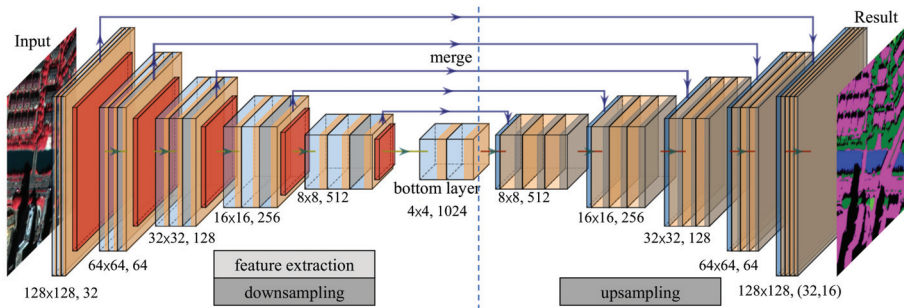 Input
Result
merge
128x128, 32
64x64, 64
32x32, 128
16x16, 256
8x8, 512
bottom layer
4x4, 1024
8x8, 512
16x16, 256
32x32, 128
64x64, 64
128x128, (32,16)
feature extraction
downsampling
upsampling